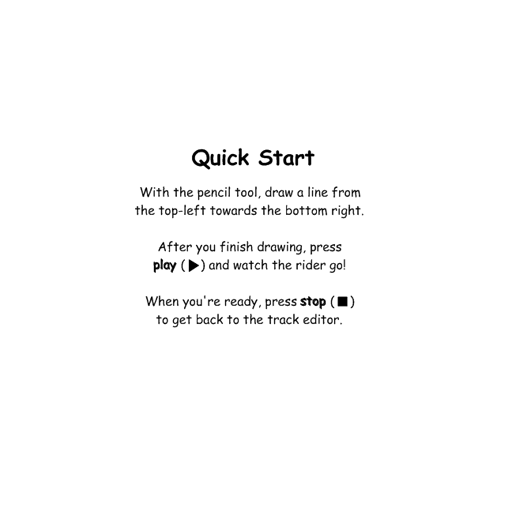 Quick Start
With the pencil tool, draw a line from
the top-left towards the bottom right.
After you finish drawing, press
play (▶) and watch the rider go!
When you're ready, press stop (■)
to get back to the track editor.